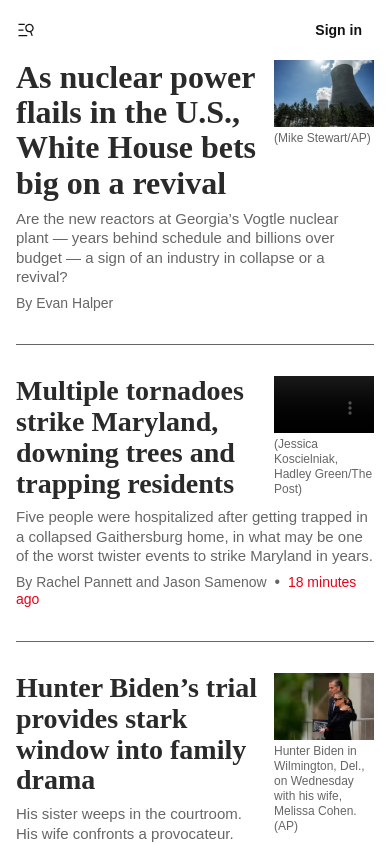 Sign in
As nuclear power
flails in the U.S.,
White House bets
big on a revival
(Mike Stewart/AP)
Are the new reactors at Georgia’s Vogtle nuclear
plant — years behind schedule and billions over
budget — a sign of an industry in collapse or a
revival?
By Evan Halper
Multiple tornadoes
strike Maryland,
downing trees and
trapping residents
(Jessica
Koscielniak,
Hadley Green/The
Post)
Five people were hospitalized after getting trapped in
a collapsed Gaithersburg home, in what may be one
of the worst twister events to strike Maryland in years.
By Rachel Pannett and Jason Samenow • 18 minutes
ago
Hunter Biden’s trial
provides stark
window into family
drama
Hunter Biden in
Wilmington, Del.,
on Wednesday
with his wife,
Melissa Cohen.
(AP)
His sister weeps in the courtroom.
His wife confronts a provocateur.